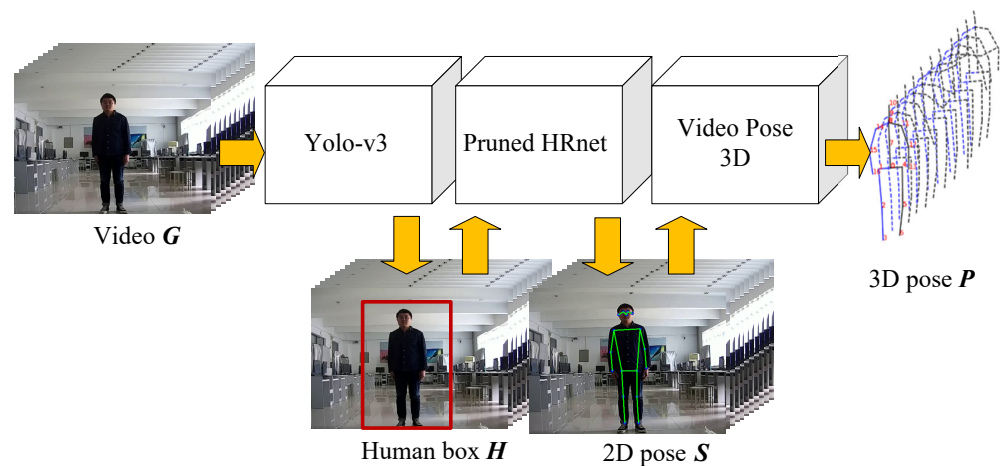 Yolo-v3
Pruned HRnet
Video Pose
3D
Video G
3D pose P
Human box H
2D pose S